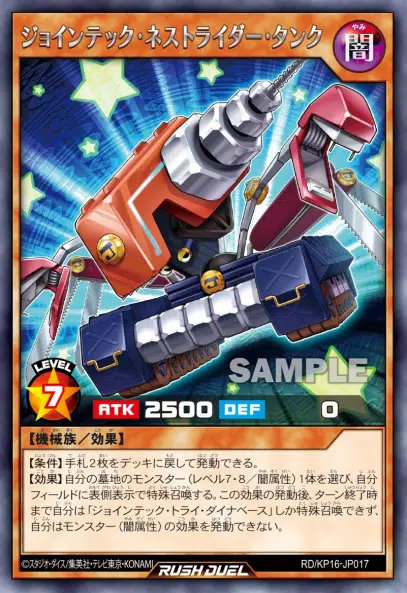 ジョインテック・ネストライダー・タンク
やみ
闇
SAMPLE
LEVEL
7
ATK 2500 DEF 0
【機械族／効果】
【条件】手札2枚をデッキに戻して発動できる。
【効果】自分の墓地のモンスター（レベル7・8／闇属性）1体を選び、自分
フィールドに表側表示で特殊召喚する。この効果の発動後、ターン終了時
まで自分は「ジョインテック・トライ・ダイナベース」しか特殊召喚できず、
自分はモンスター（闇属性）の効果を発動できない。
©スタジオ・ダイス/集英社・テレビ東京・KONAMI
RUSH DUEL
RD/KP16-JP017